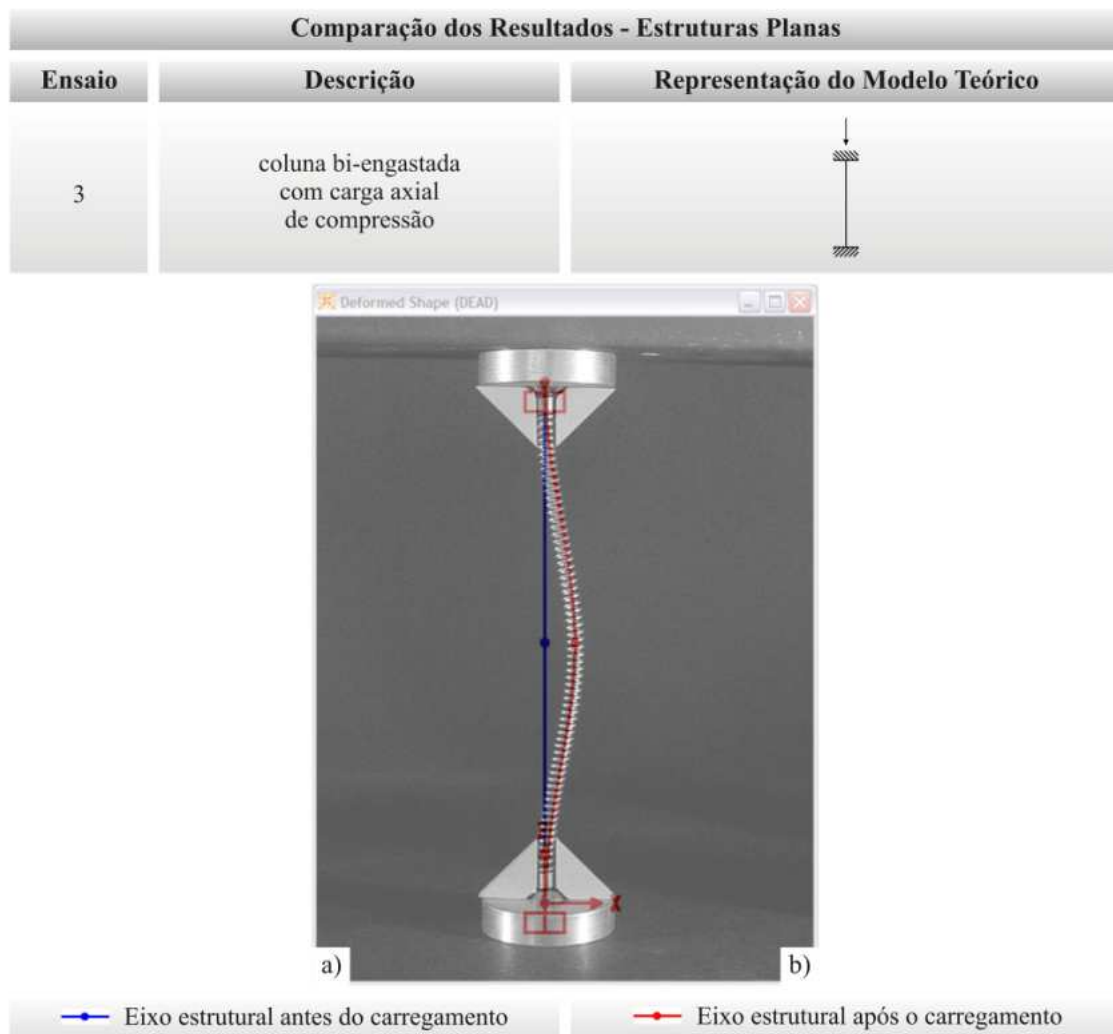 Comparação dos Resultados - Estruturas Planas
Ensaio Descrição Representação do Modelo Teórico
3
coluna bi-engastada
com carga axial
de compressão
Deformed Shape (DEAD)
X
a) b)
Eixo estrutural antes do carregamento Eixo estrutural após o carregamento